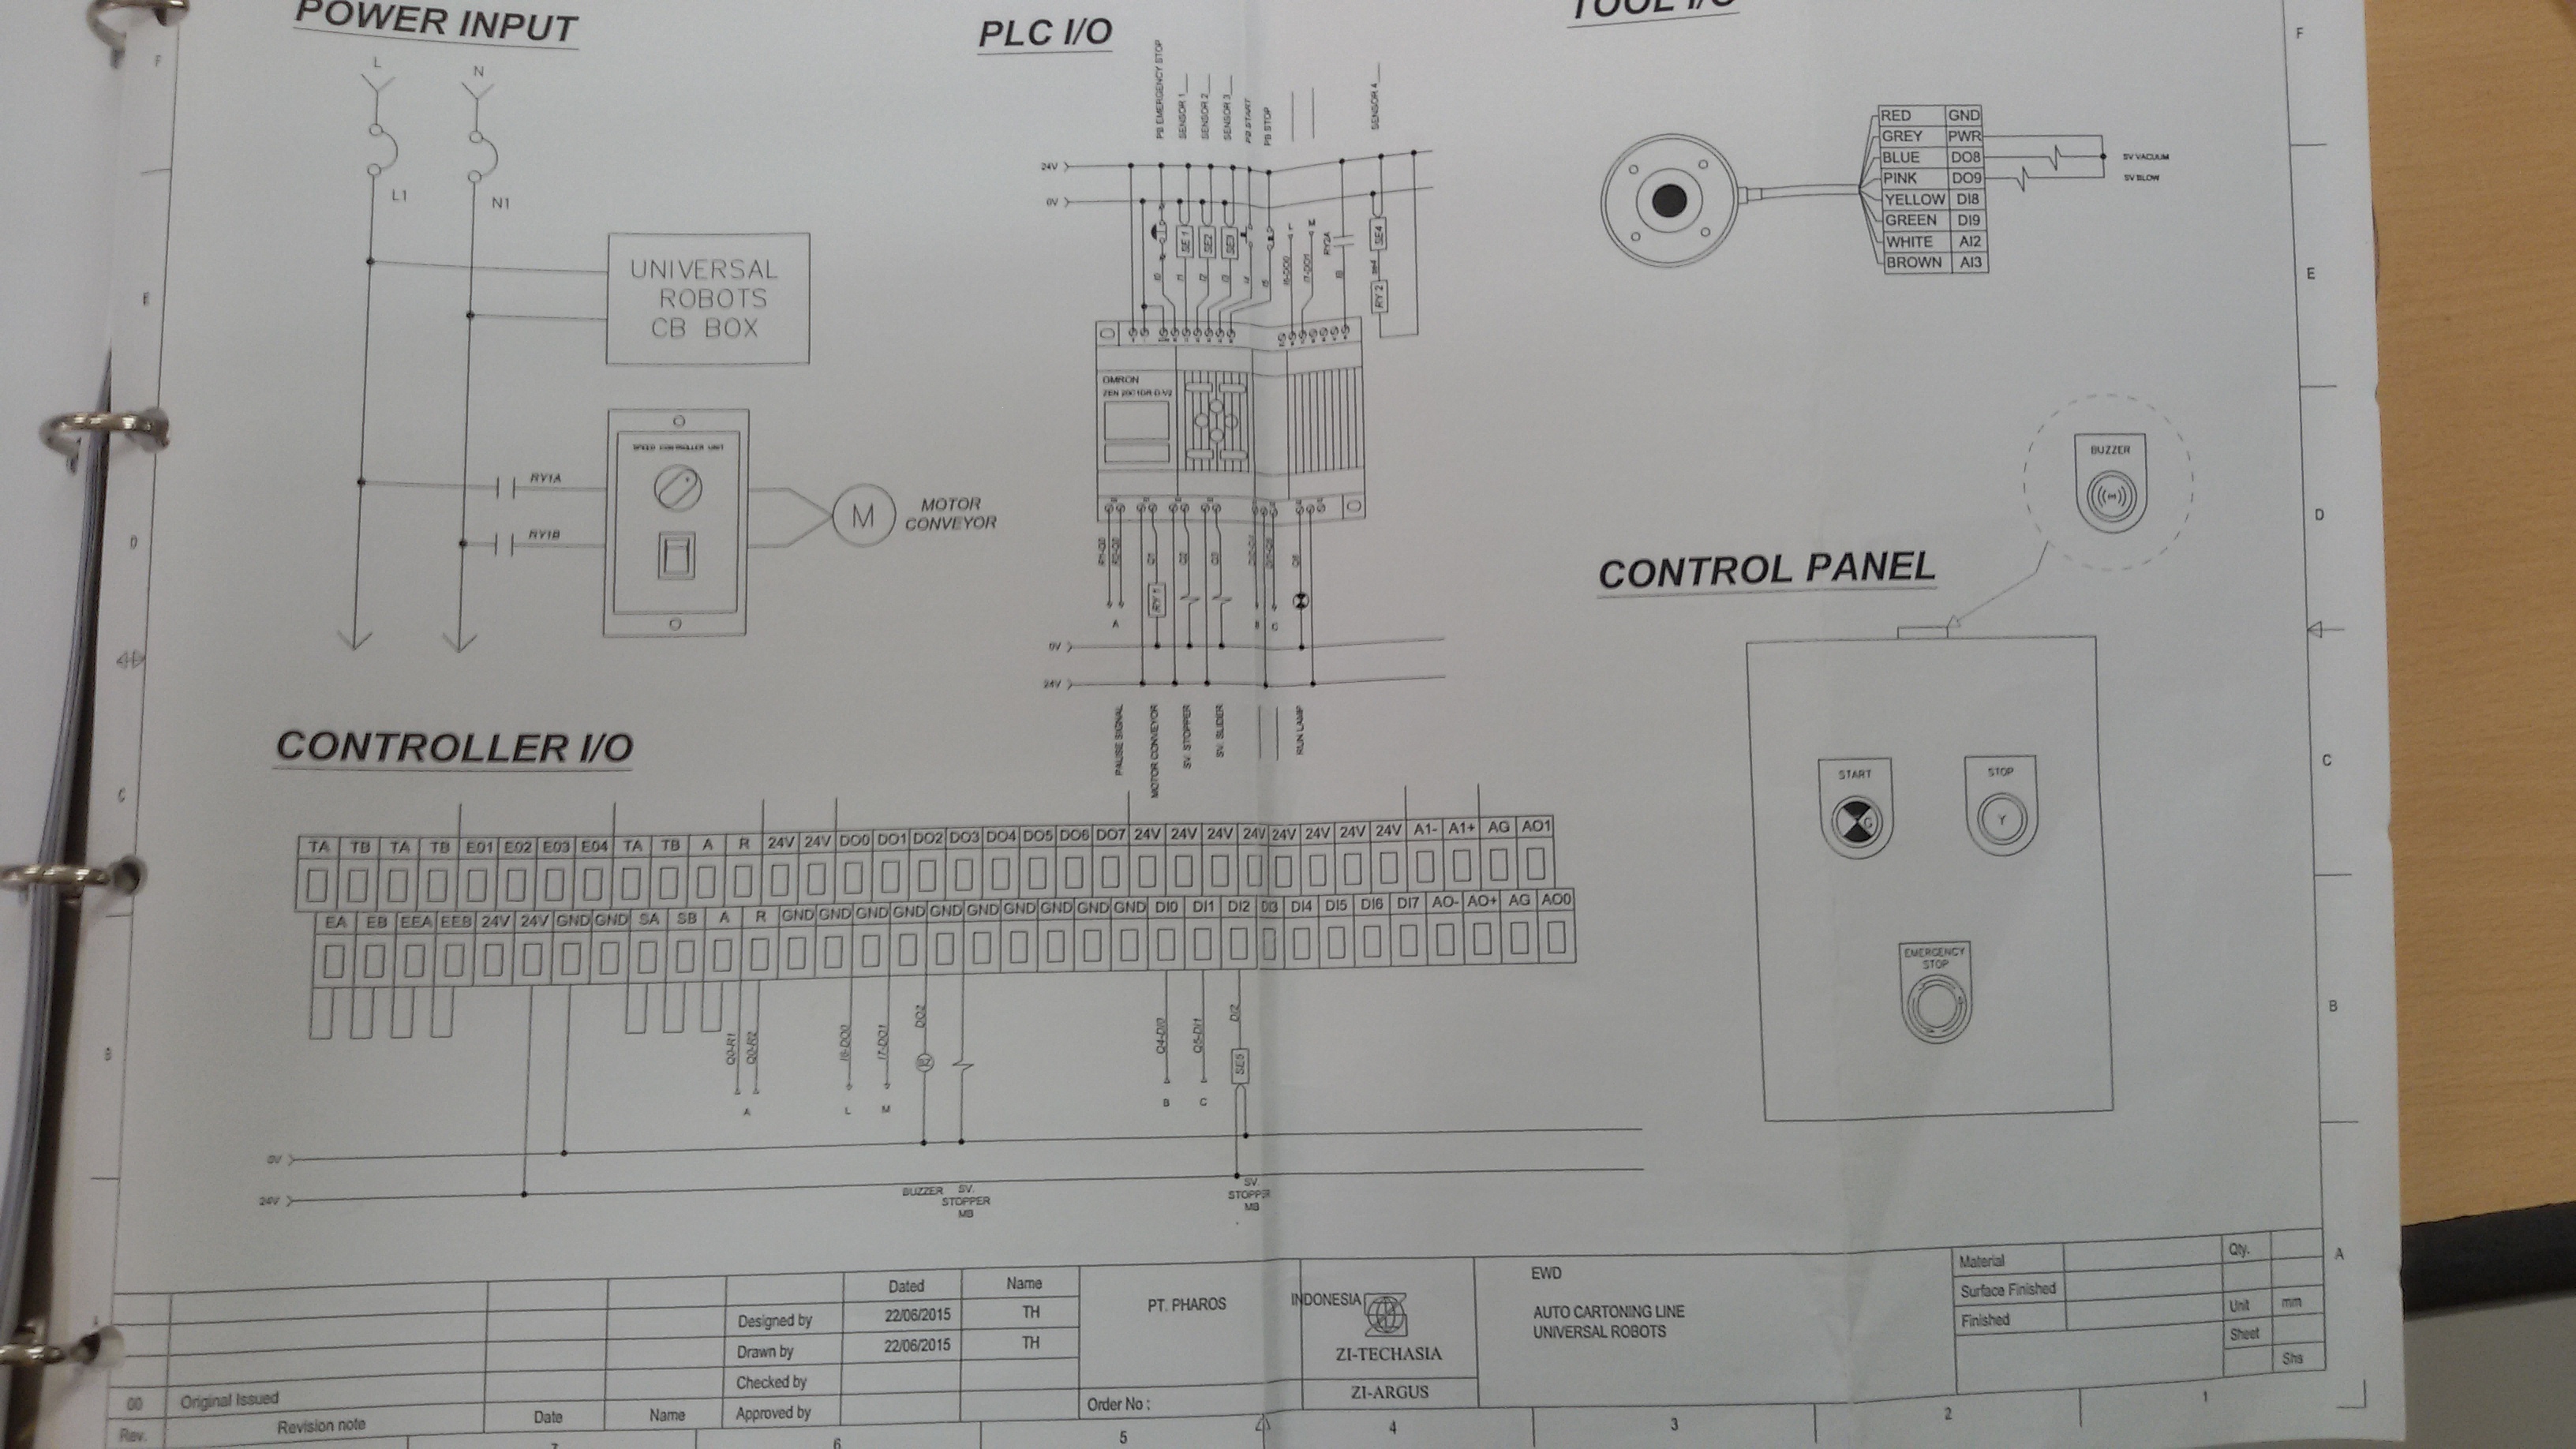 POWER INPUT
L
N
L1
N1
UNIVERSAL
ROBOTS
CB BOX
RY1A
RY1B
SPEED CONTROLLER UNIT
M
MOTOR
CONVEYOR
PLC I/O
24V
0V
PB EMERGENCY STOP
SENSOR 1
SENSOR 2
SENSOR 3
PB START
PB STOP
SENSOR 4
SE 1
SE2
SE3
I6-DO0
L
I7-DO1
M
RY2A
RY 2
SE4
OMRON
0V
24V
A
PAUSE SIGNAL
MOTOR CONVEYOR
RY 1
SV. STOPPER
SV. SLIDER
RUN LAMP
B
C
TOOL I/O
RED GND
GREY PWR
BLUE DO8
PINK DO9
YELLOW DI8
GREEN DI9
WHITE AI2
BROWN AI3
SV VACUUM
SV BLOW
CONTROLLER I/O
TA TB TA TB E01 E02 E03 E04 TA TB A R 24V 24V DO0 DO1 DO2 DO3 DO4 DO5 DO6 DO7 24V 24V 24V 24V 24V 24V 24V 24V A1- A1+ AG AO1
EA EB EEA EEB 24V 24V GND GND SA SB A R GND GND GND GND GND GND GND GND GND GND DI0 DI1 DI2 DI3 DI4 DI5 DI6 DI7 AO- AO+ AG AO0
Q0-R1
Q0-R2
A
I6-DO0
L
I7-DO1
M
DO2
BZ
Q4-DI0
B
Q5-DI1
C
DI2
SE5
0V
24V
BUZZER
SV.
STOPPER
MB
SV
STOPPER
MB
CONTROL PANEL
START
G
STOP
Y
EMERGENCY
STOP
BUZZER
Dated Name
Designed by 22/06/2015 TH
Drawn by 22/06/2015 TH
Checked by
Approved by
00 Original Issued
Rev. Revision note Date Name
PT. PHAROS
INDONESIA
Order No :
ZI-TECHASIA
ZI-ARGUS
EWD
AUTO CARTONING LINE
UNIVERSAL ROBOTS
Material
Surface Finished
Finished
Qty.
Unit mm
Sheet
Shs
A
B
C
D
E
F
A
B
C
D
E
F
7
6
5
4
3
2
1